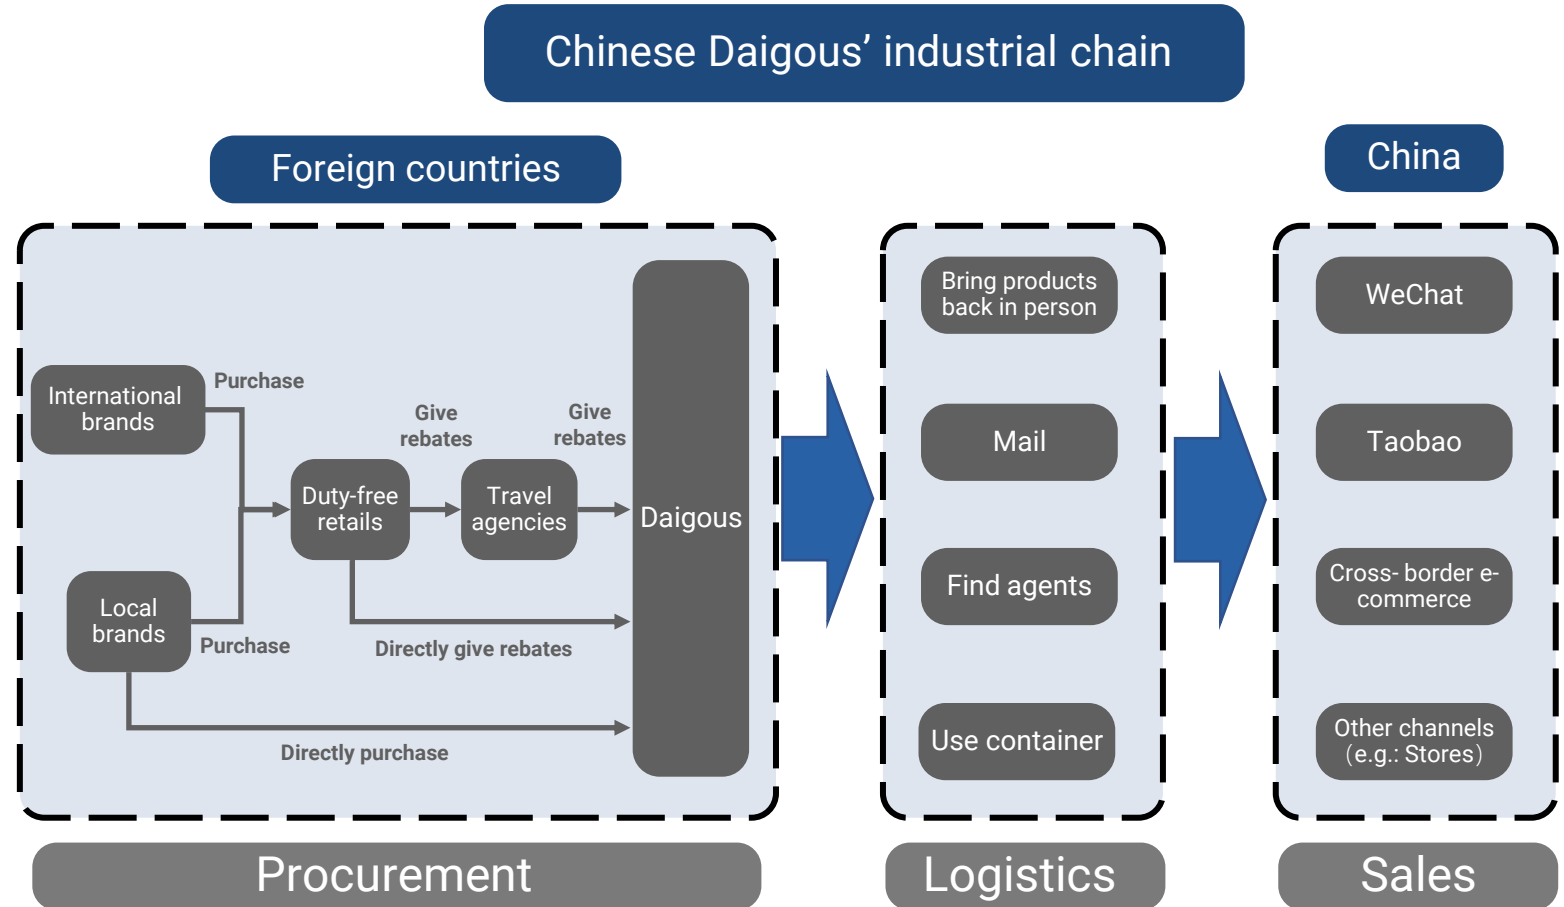 Chinese Daigous’ industrial chain
Foreign countries
China
International
brands
Purchase
Local
brands
Purchase
Duty-free
retails
Give
rebates
Travel
agencies
Give
rebates
Directly give rebates
Directly purchase
Daigous
Bring products
back in person
Mail
Find agents
Use container
WeChat
Taobao
Cross- border e-
commerce
Other channels
（e.g.: Stores）
Procurement
Logistics
Sales